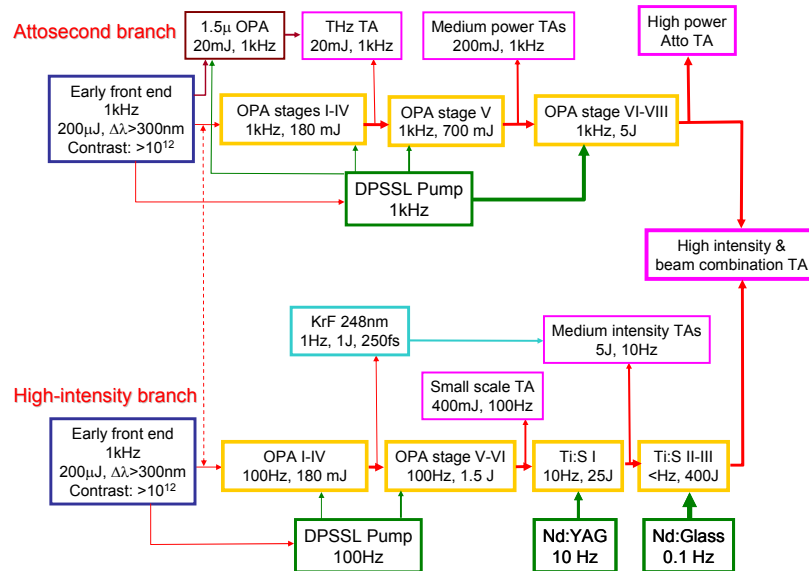 Attosecond branch
1.5μ OPA
20mJ, 1kHz
THz TA
20mJ, 1kHz
Medium power TAs
200mJ, 1kHz
High power
Atto TA
Early front end
1kHz
200μJ, Δλ>300nm
Contrast: >10¹²
OPA stages I-IV
1kHz, 180 mJ
OPA stage V
1kHz, 700 mJ
OPA stage VI-VIII
1kHz, 5J
DPSSL Pump
1kHz
High intensity &
beam combination TA
KrF 248nm
1Hz, 1J, 250fs
Medium intensity TAs
5J, 10Hz
Small scale TA
400mJ, 100Hz
High-intensity branch
Early front end
1kHz
200μJ, Δλ>300nm
Contrast: >10¹²
OPA I-IV
100Hz, 180 mJ
OPA stage V-VI
100Hz, 1.5 J
Ti:S I
10Hz, 25J
Ti:S II-III
<Hz, 400J
DPSSL Pump
100Hz
Nd:YAG
10 Hz
Nd:Glass
0.1 Hz